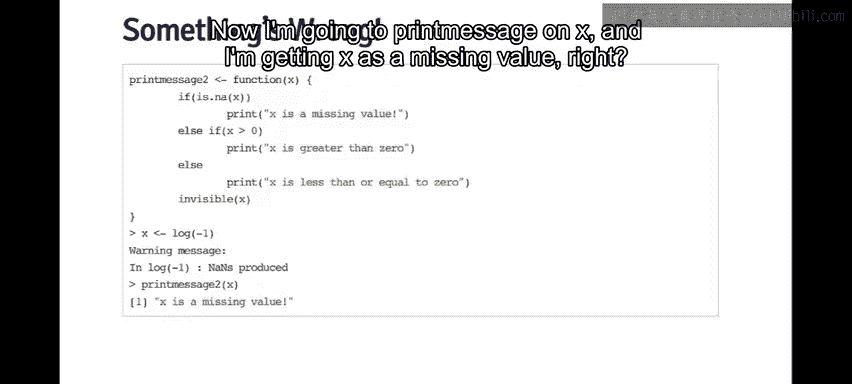 Something's Wrong!
Now I'm going to printmessage on x, and
I'm getting x as a missing value, right?
printmessage2 <- function(x) {
if(is.na(x))
print("x is a missing value!")
else if(x > 0)
print("x is greater than zero")
else
print("x is less than or equal to zero")
invisible(x)
}
> x <- log(-1)
Warning message:
In log(-1) : NaNs produced
> printmessage2(x)
[1] "x is a missing value!"